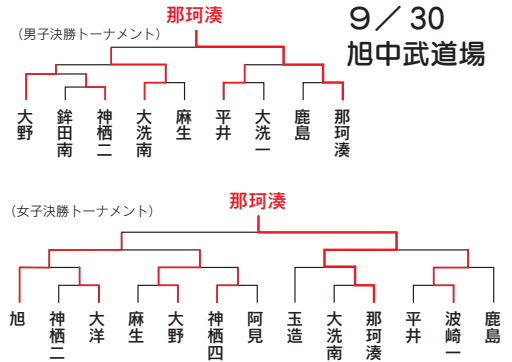 那珂湊
9／30
(男子決勝トーナメント)
旭中武道場
大野
鉾田南
神栖二
大洗南
麻生
平井
大洗一
鹿島
那珂湊
那珂湊
(女子決勝トーナメント)
旭
神栖二
大洋
麻生
大野
神栖四
阿見
玉造
大洗南
那珂湊
平井
波崎一
鹿島